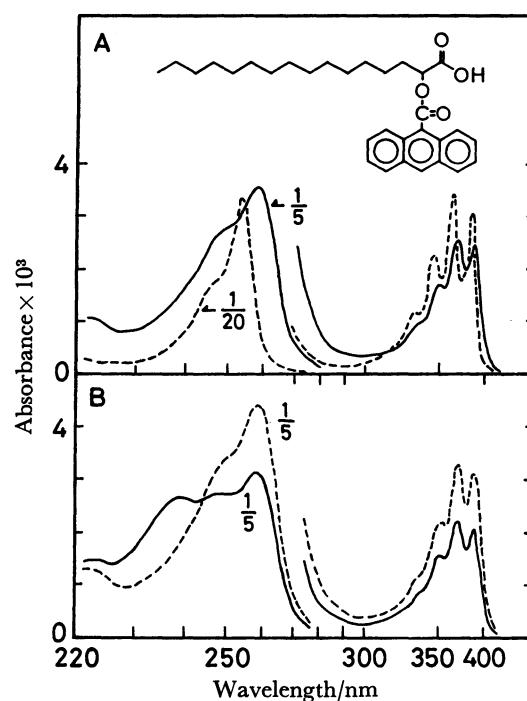 A
O
C
OH
O
C=O
4
1/5
1/20
0
B
4
1/5
1/5
0
220 250 300 350 400
Absorbance × 10³
Wavelength/nm